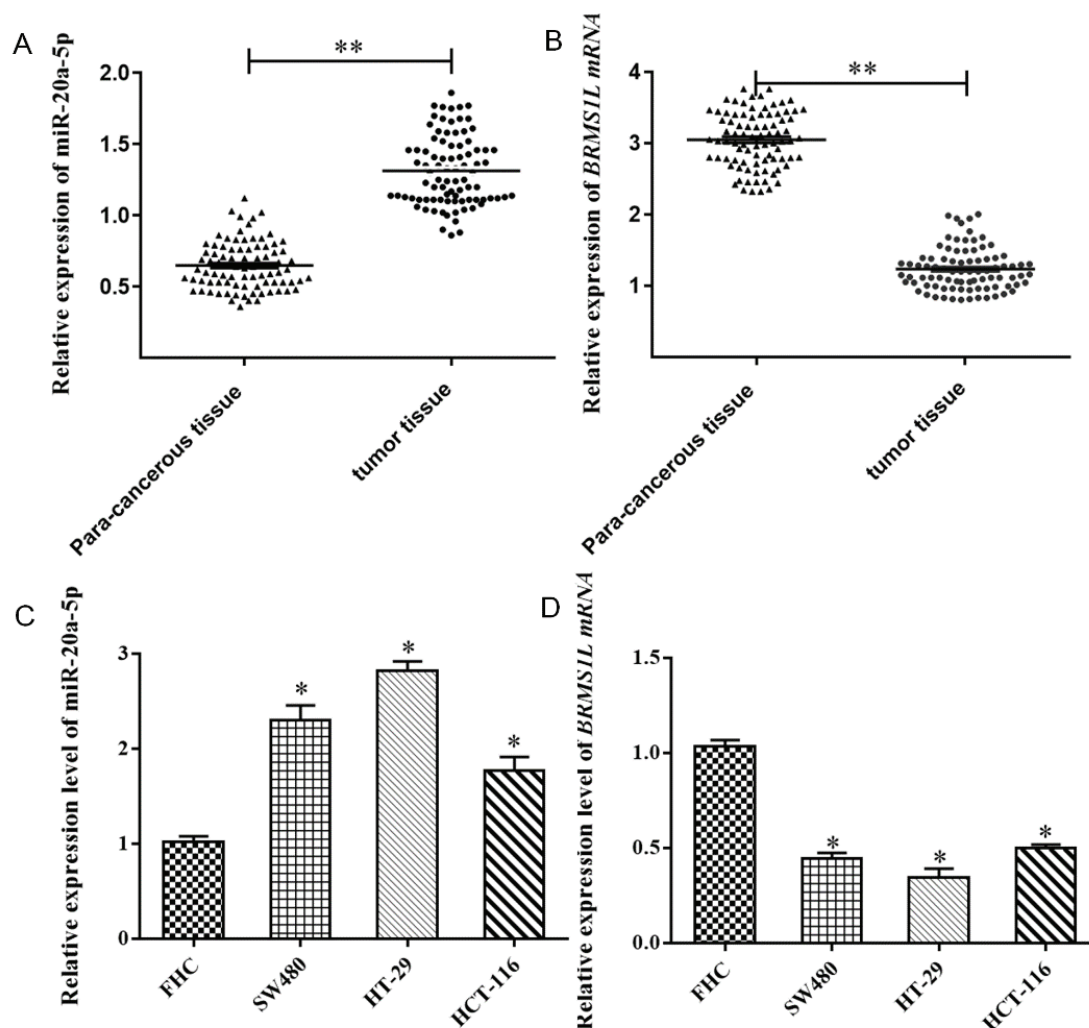 A
Relative expression of miR-20a-5p
**
2.0
1.5
1.0
0.5
Para-cancerous tissue
tumor tissue
B
Relative expression of BRMS1L mRNA
**
4
3
2
1
Para-cancerous tissue
tumor tissue
C
Relative expression level of miR-20a-5p
3
2
1
0
*
*
*
FHC
SW480
HT-29
HCT-116
D
Relative expression level of BRMS1L mRNA
1.5
1.0
0.5
0.0
*
*
*
FHC
SW480
HT-29
HCT-116